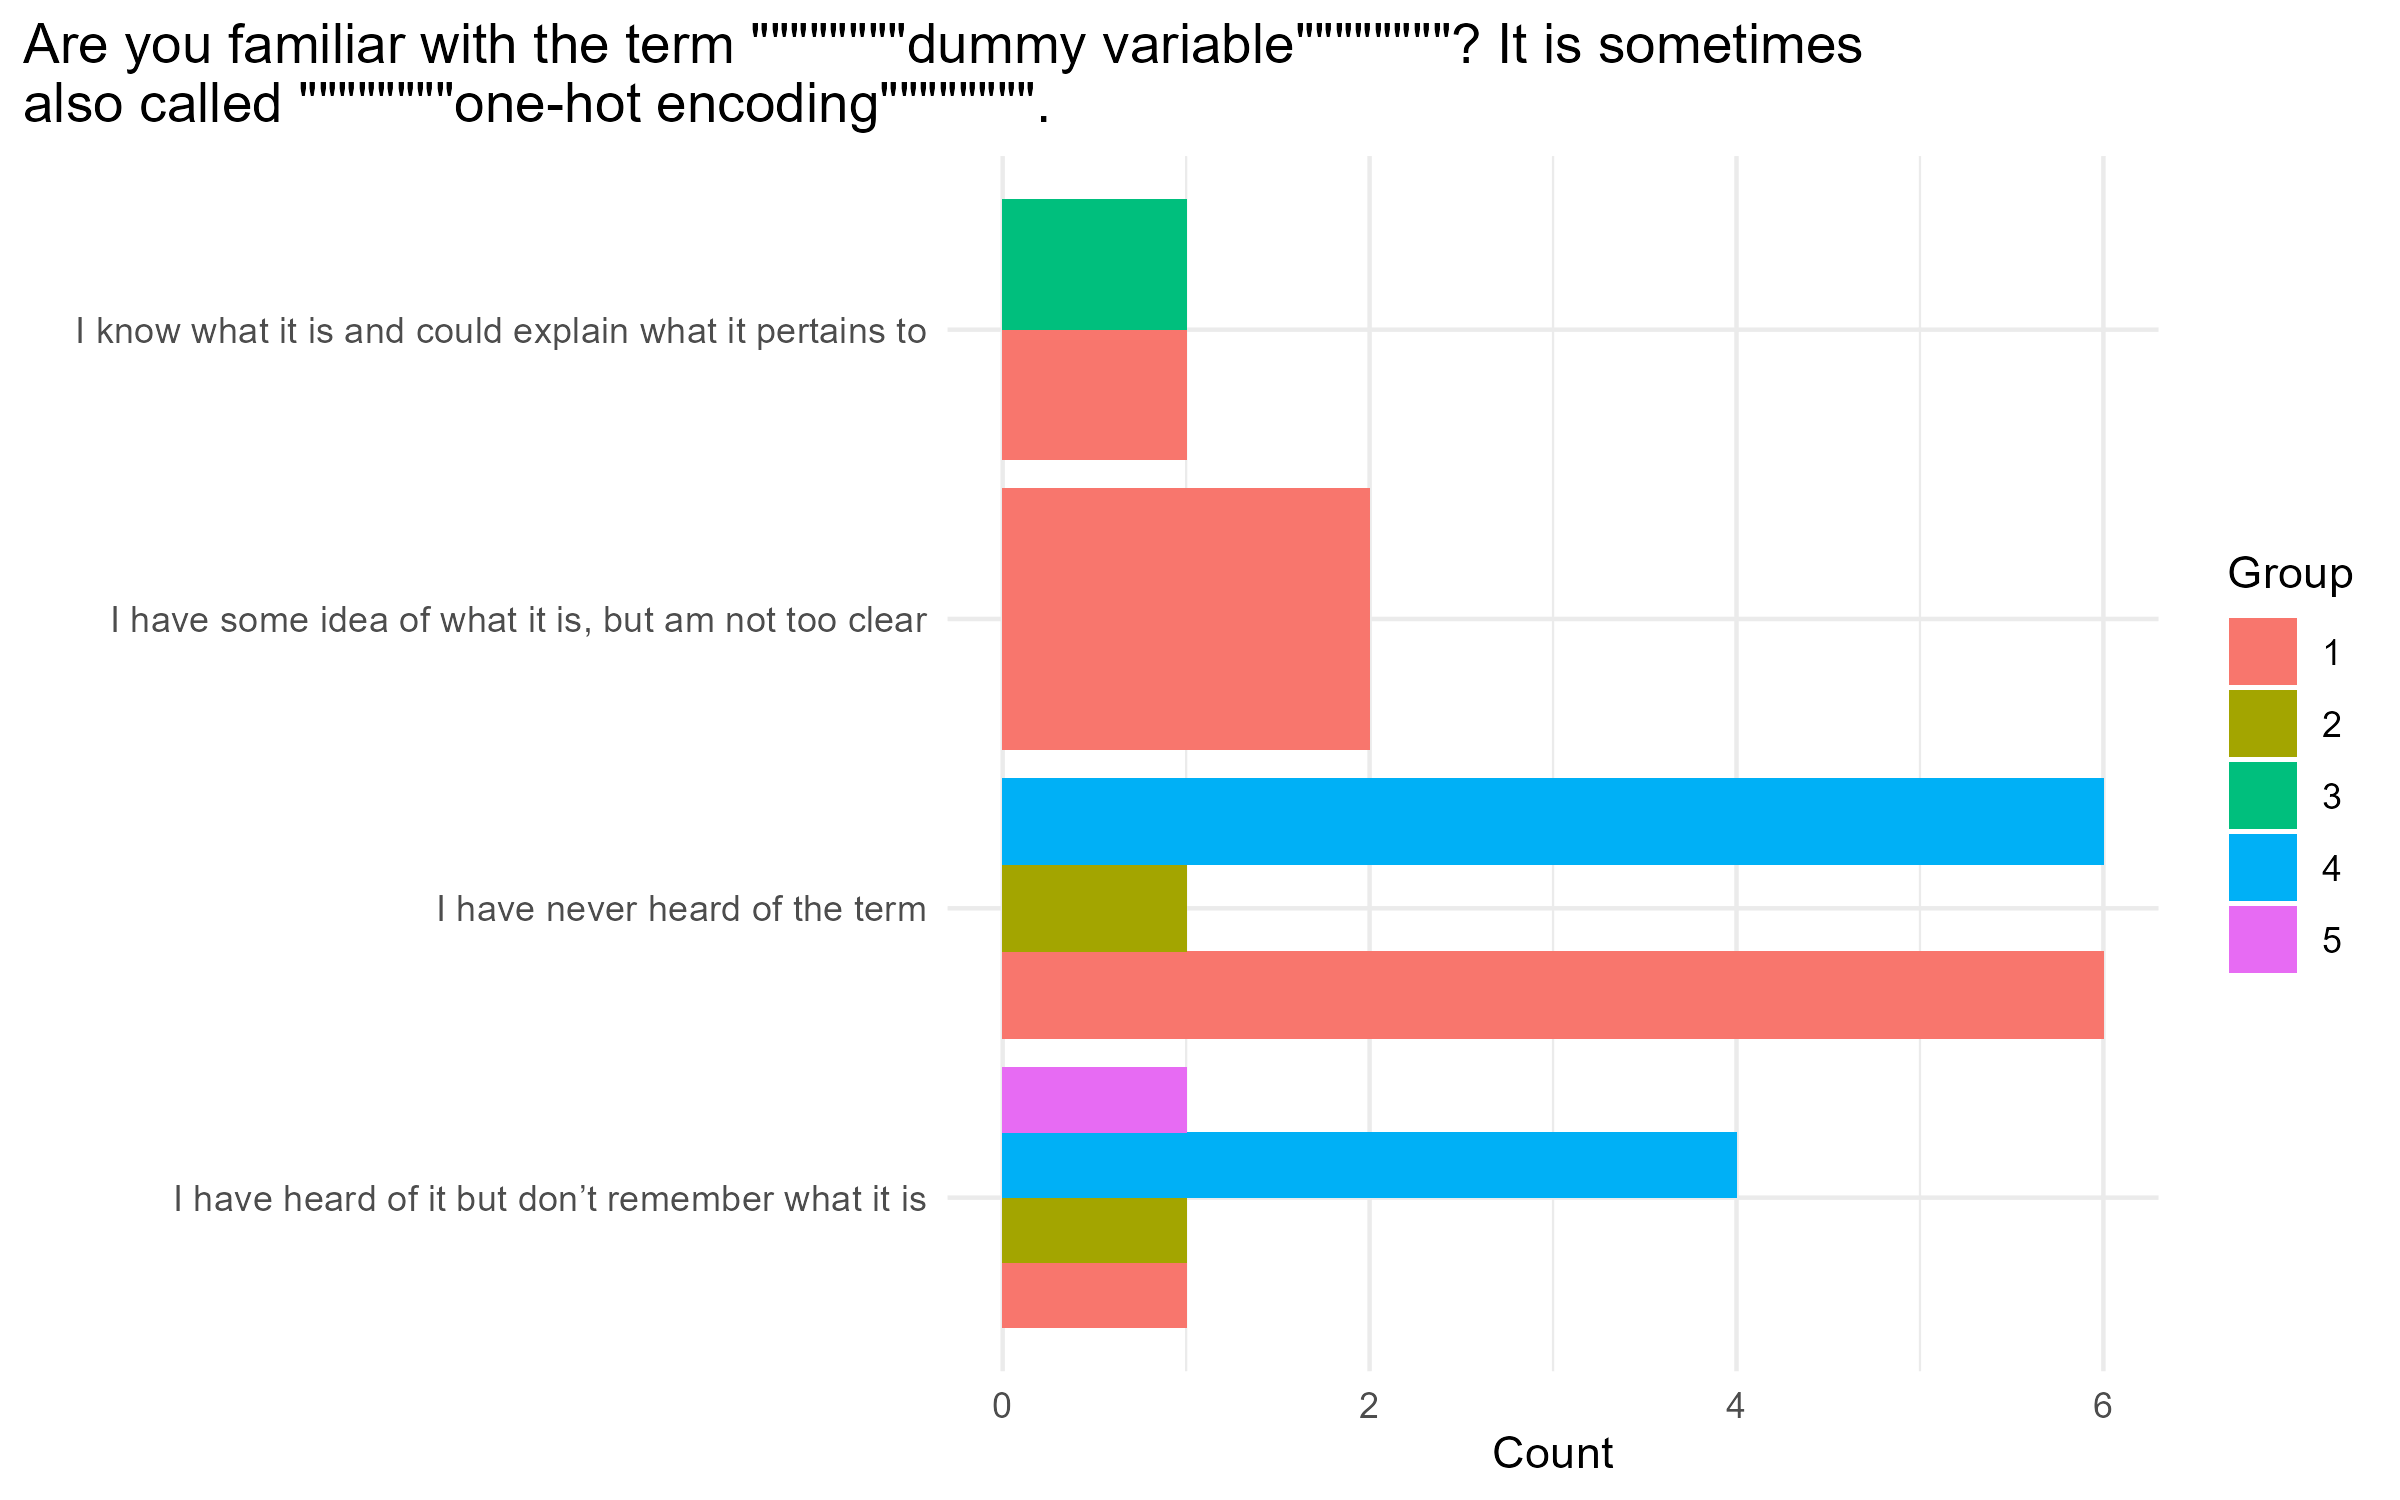 Are you familiar with the term """"""""dummy variable""""""""? It is sometimes
also called """"""""one-hot encoding"""""""".
I know what it is and could explain what it pertains to
I have some idea of what it is, but am not too clear
I have never heard of the term
I have heard of it but don’t remember what it is
0
2
4
6
Count
Group
1
2
3
4
5